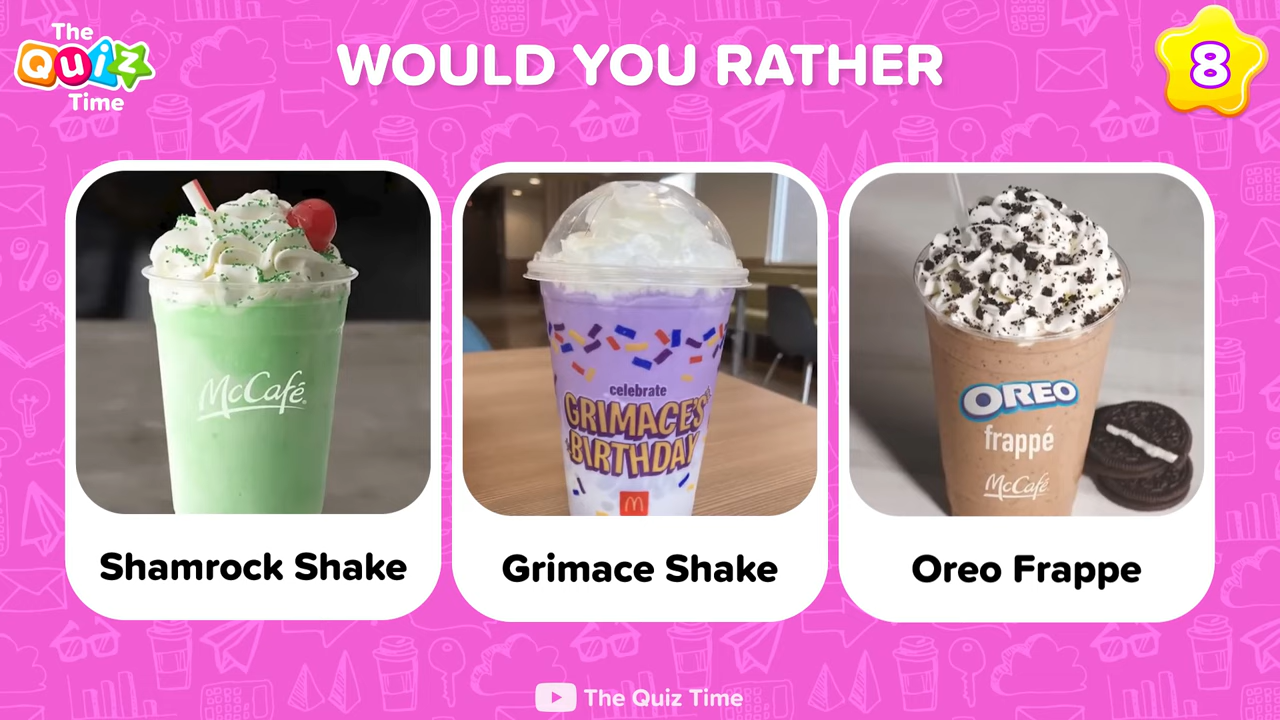 The
Quiz
Time
WOULD YOU RATHER
8
McCafé
celebrate
GRIMACE'S
BIRTHDAY
OREO
frappé
McCafé
Shamrock Shake
Grimace Shake
Oreo Frappe
The Quiz Time